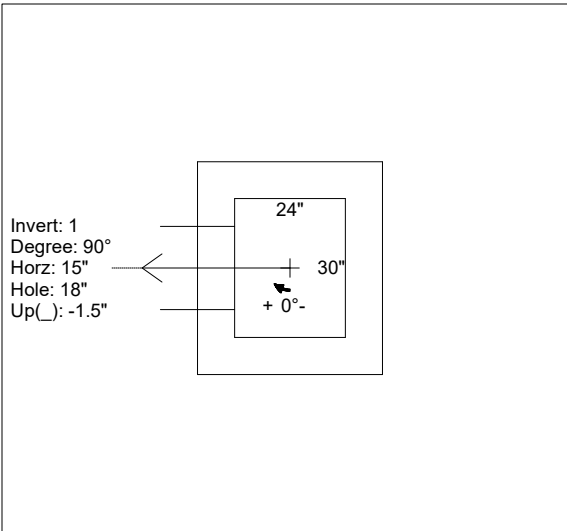 24"
Invert: 1
Degree: 90°
Horz: 15"
30"
Hole: 18"
+ 0°-
Up(_): -1.5"